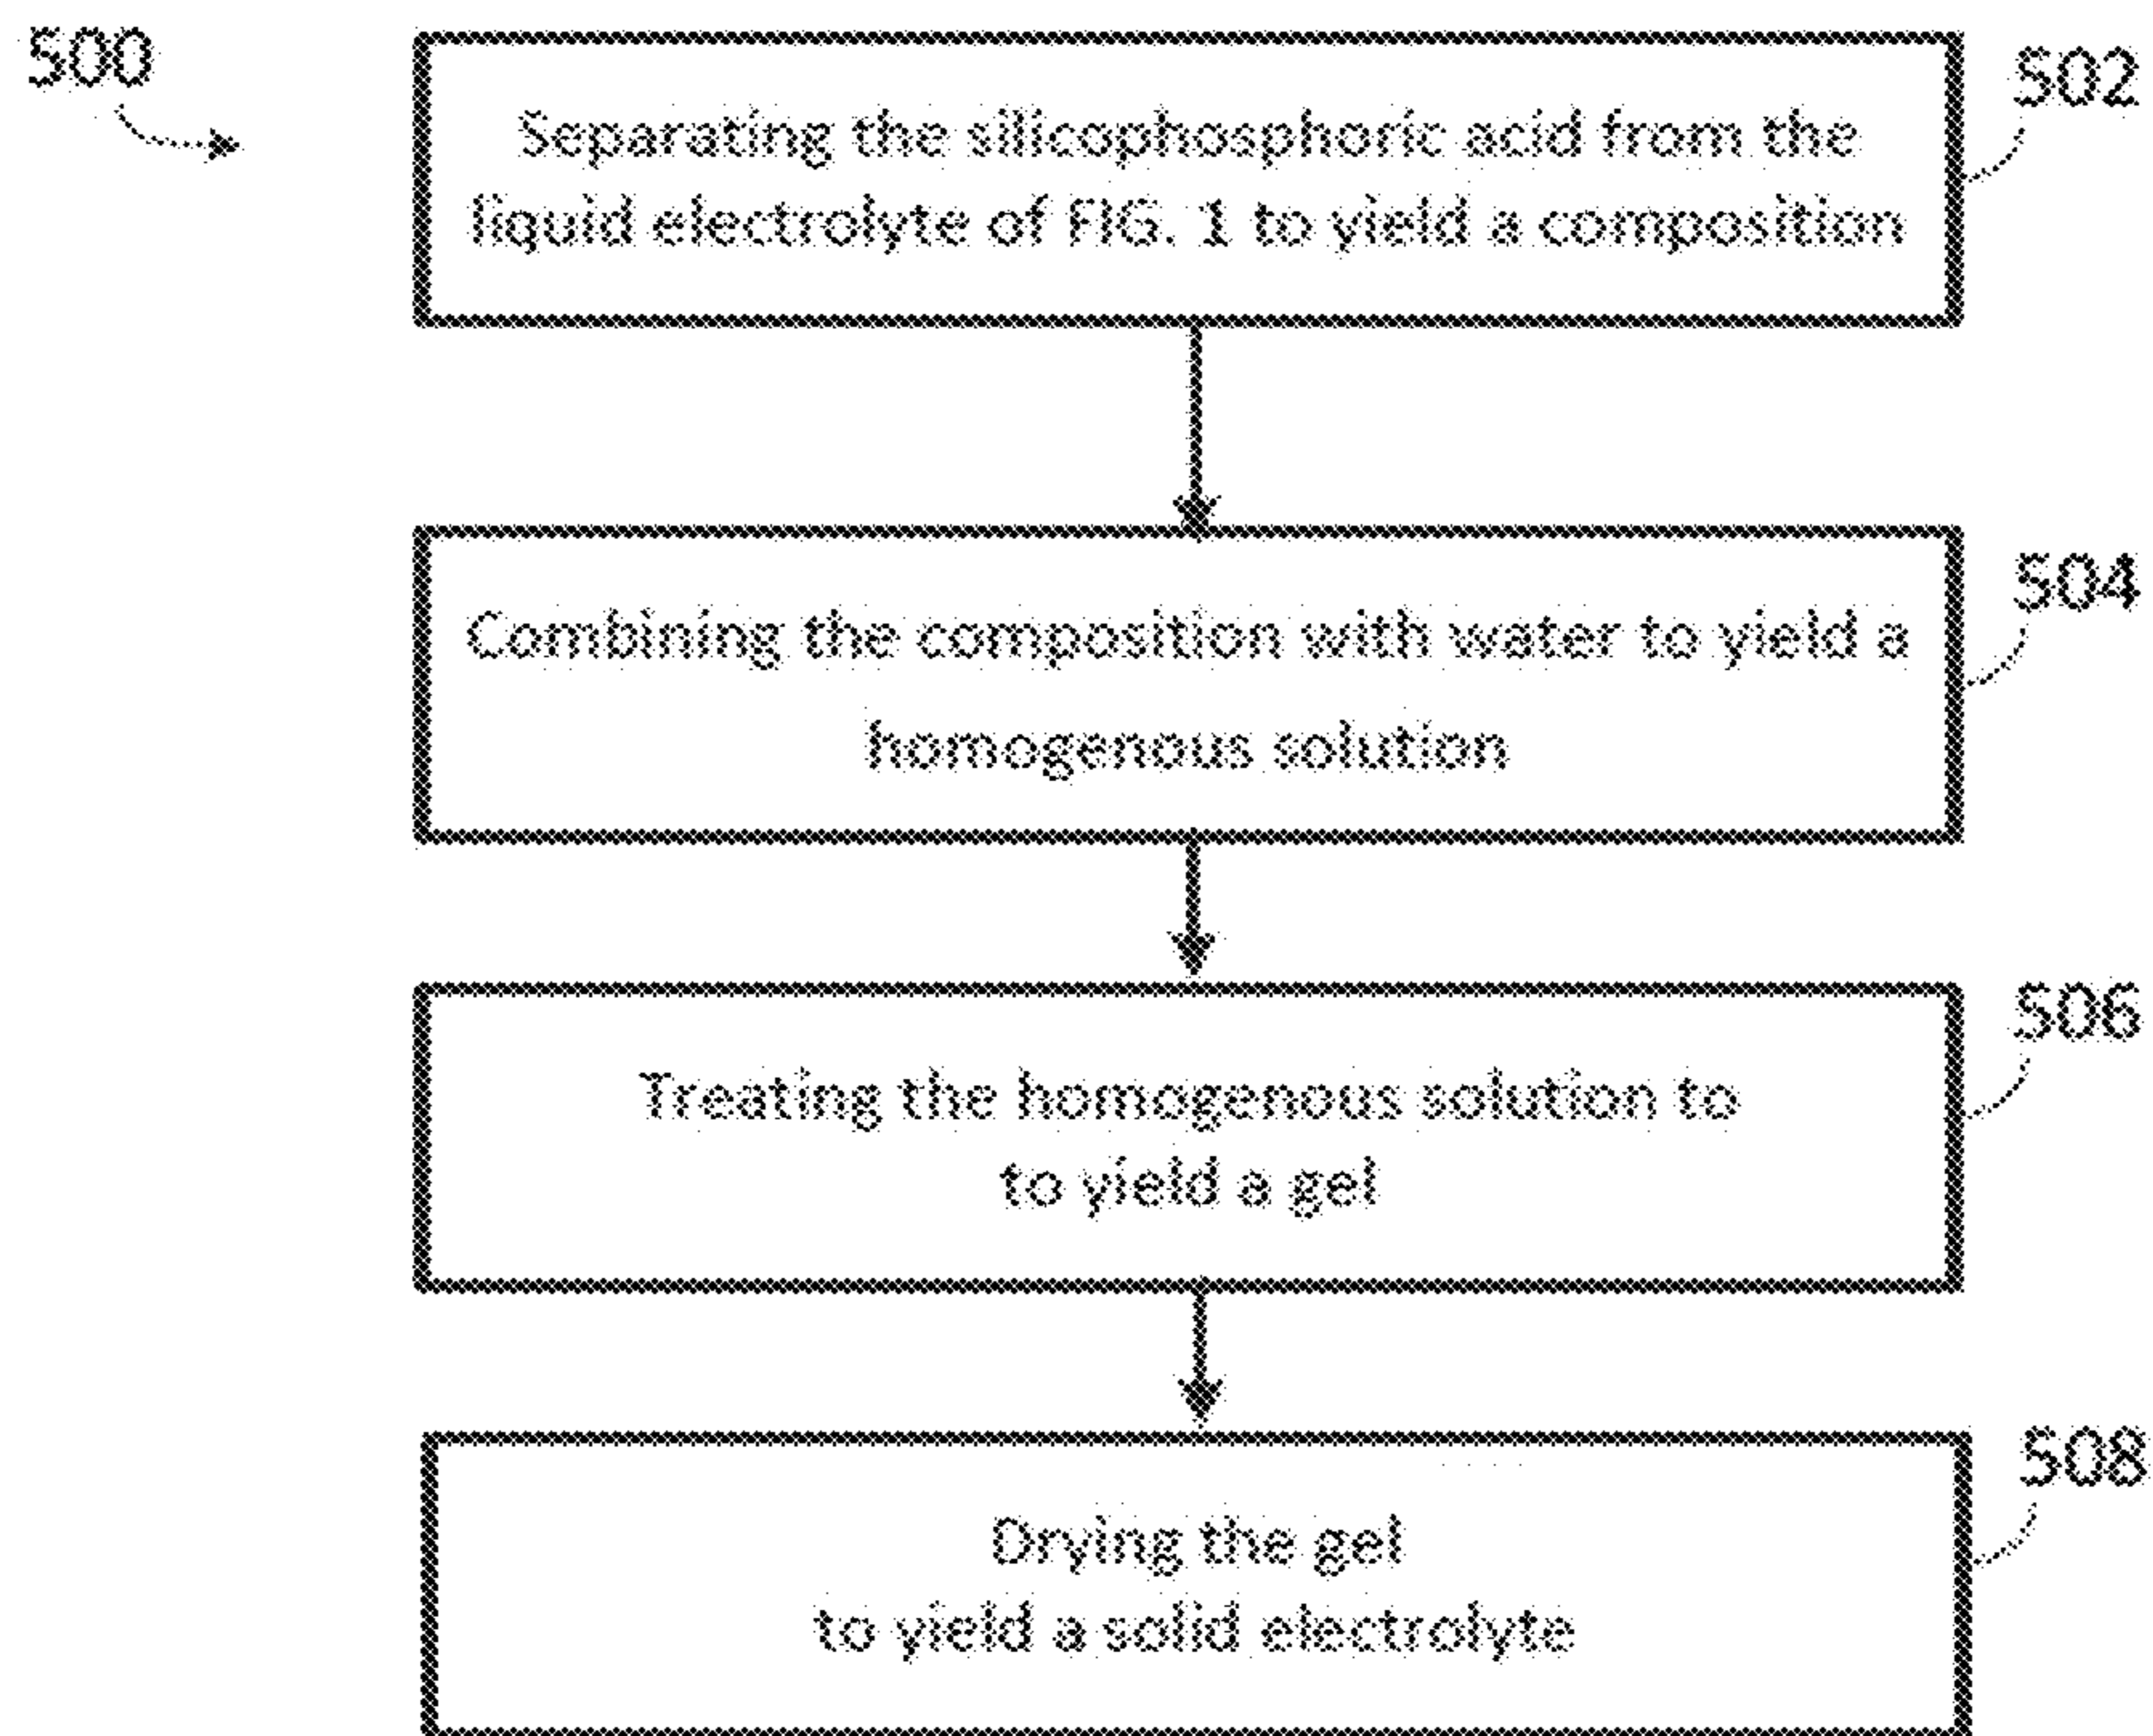 500
502
Separating the silicophosphoric acid from the
liquid electrolyte of FIG. 1 to yield a composition
504
Combining the composition with water to yield a
homogenous solution
506
Treating the homogenous solution to
to yield a gel
508
Drying the gel
to yield a solid electrolyte